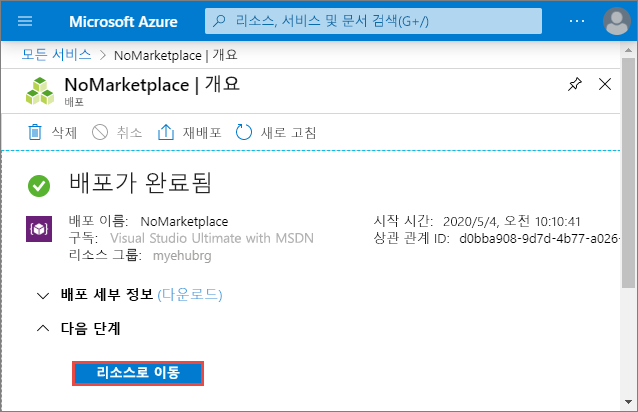 Microsoft Azure
리소스, 서비스 및 문서 검색(G+/)
모든 서비스 > NoMarketplace | 개요
NoMarketplace | 개요
배포
삭제 취소 재배포 새로 고침
배포가 완료됨
배포 이름: NoMarketplace 시작 시간: 2020/5/4, 오전 10:10:41
구독: Visual Studio Ultimate with MSDN 상관 관계 ID: d0bba908-9d7d-4b77-a026-
리소스 그룹: myehubrg
배포 세부 정보 (다운로드)
다음 단계
리소스로 이동